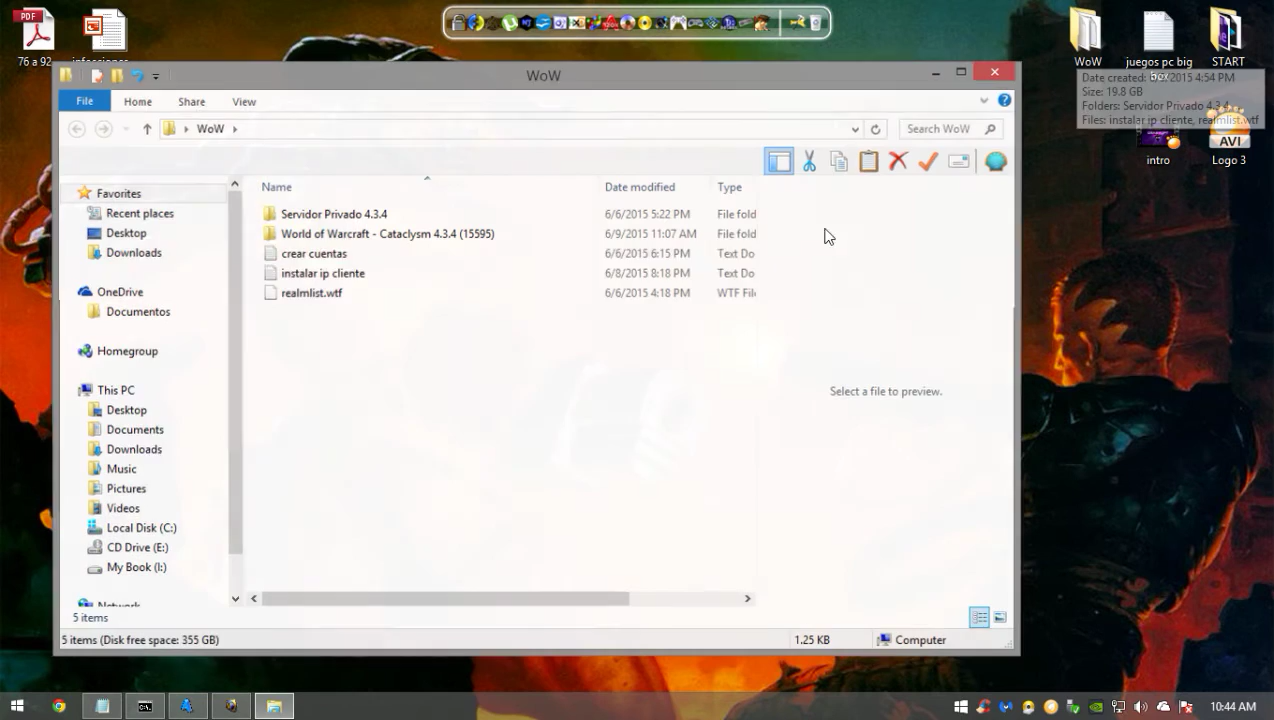 PDF
76 a 92
infecciones
WoW
juegos pc big
box
START
Date created: 6/6/2015 4:54 PM
Size: 19.8 GB
Folders: Servidor Privado 4.3.4
Files: instalar ip cliente, realmlist.wtf
intro
AVI
Logo 3
WoW
File
Home
Share
View
WoW
Search WoW
Name
Date modified
Type
Servidor Privado 4.3.4
6/6/2015 5:22 PM
File fold
World of Warcraft - Cataclysm 4.3.4 (15595)
6/9/2015 11:07 AM
File fold
crear cuentas
6/6/2015 6:15 PM
Text Do
instalar ip cliente
6/8/2015 8:18 PM
Text Do
realmlist.wtf
6/6/2015 4:18 PM
WTF File
Favorites
Recent places
Desktop
Downloads
OneDrive
Documentos
Homegroup
This PC
Desktop
Documents
Downloads
Music
Pictures
Videos
Local Disk (C:)
CD Drive (E:)
My Book (I:)
Network
Select a file to preview.
5 items
5 items (Disk free space: 355 GB)
1.25 KB
Computer
10:44 AM